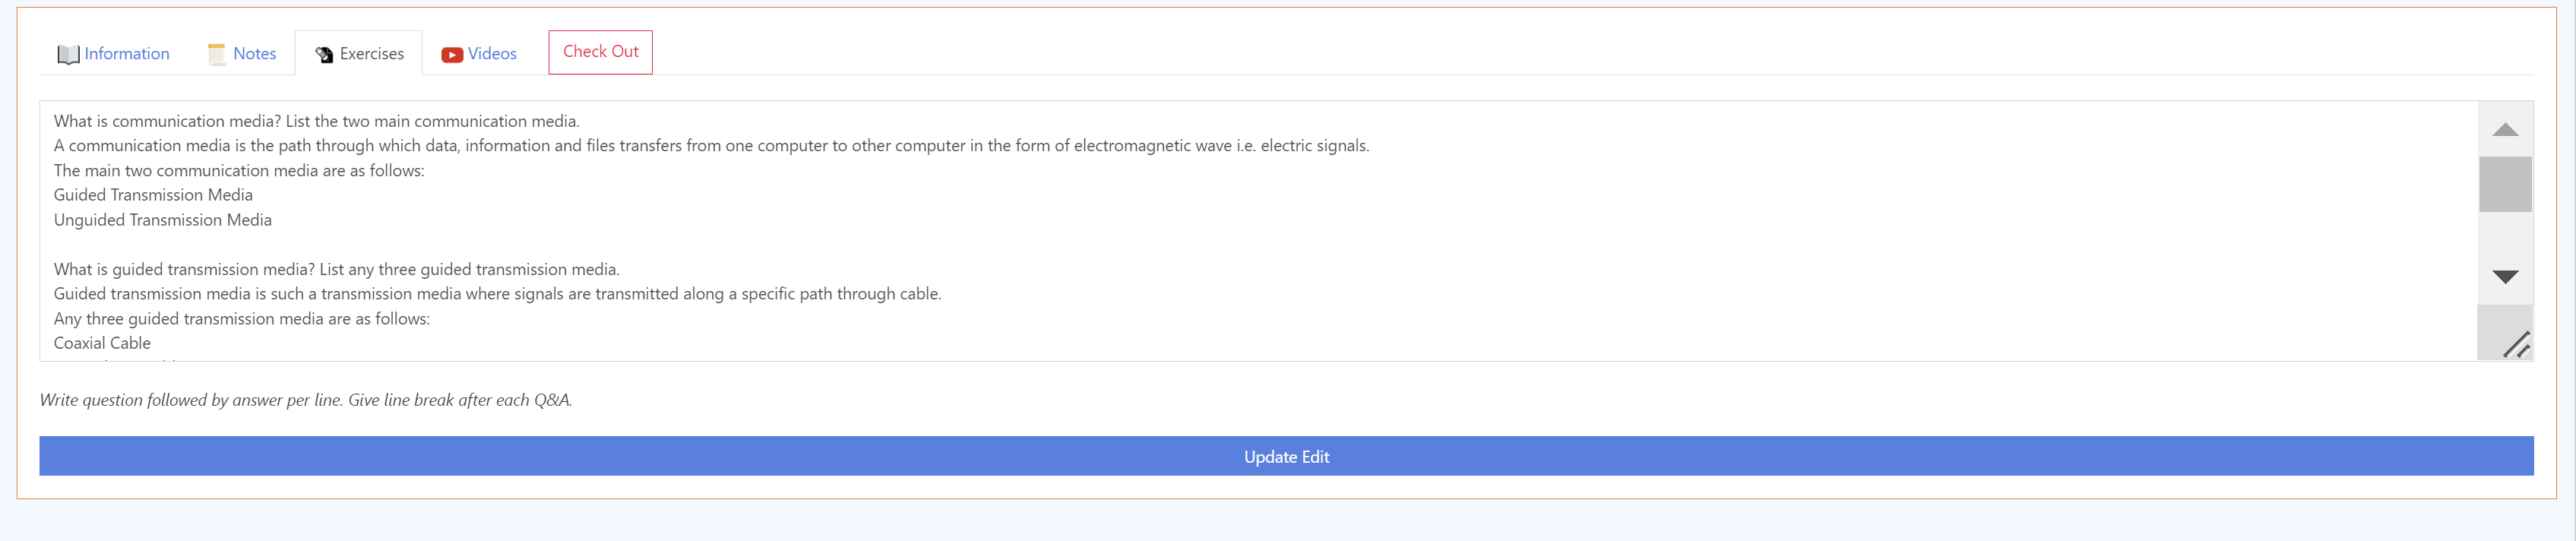 Information
Notes
Exercises
Videos
Check Out
What is communication media? List the two main communication media.
A communication media is the path through which data, information and files transfers from one computer to other computer in the form of electromagnetic wave i.e. electric signals.
The main two communication media are as follows:
Guided Transmission Media
Unguided Transmission Media
What is guided transmission media? List any three guided transmission media.
Guided transmission media is such a transmission media where signals are transmitted along a specific path through cable.
Any three guided transmission media are as follows:
Coaxial Cable
Write question followed by answer per line. Give line break after each Q&A.
Update Edit